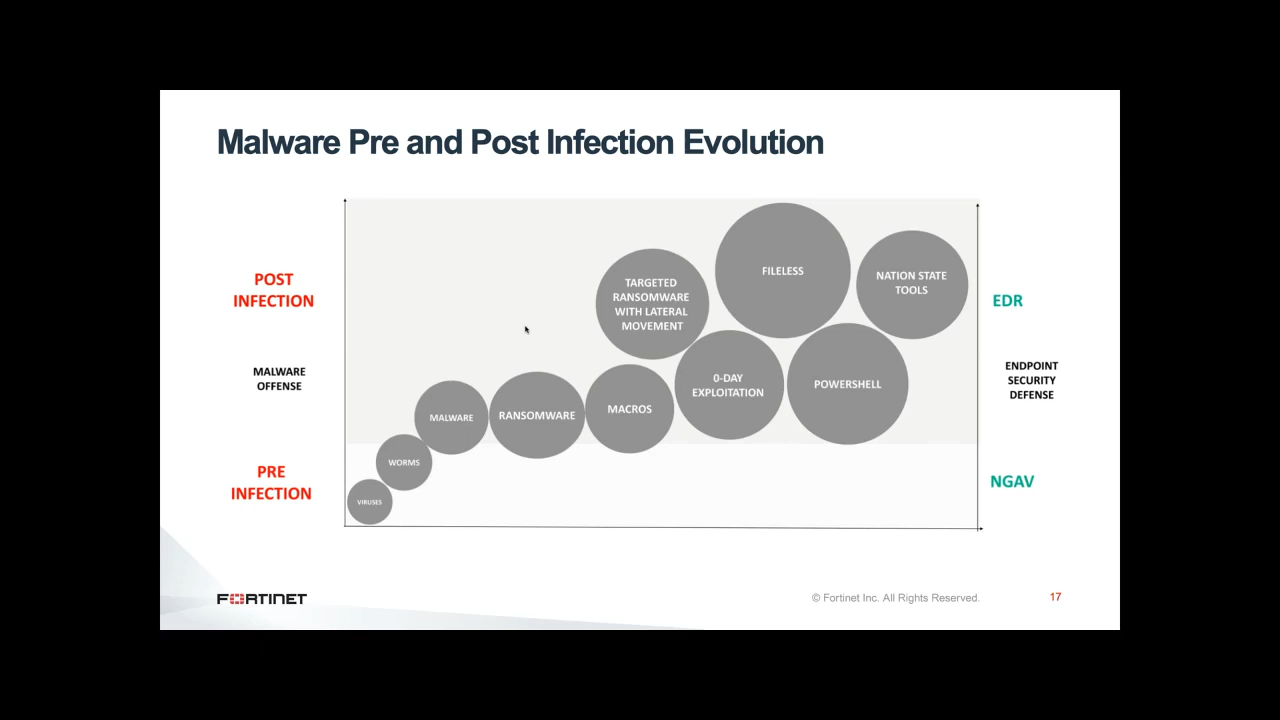 Malware Pre and Post Infection Evolution
POST
INFECTION
MALWARE
OFFENSE
PRE
INFECTION
TARGETED
RANSOMWARE
WITH LATERAL
MOVEMENT
FILELESS
NATION STATE
TOOLS
0-DAY
EXPLOITATION
POWERSHELL
MALWARE
RANSOMWARE
MACROS
WORMS
VIRUSES
EDR
ENDPOINT
SECURITY
DEFENSE
NGAV
FORTINET
© Fortinet Inc. All Rights Reserved.
17